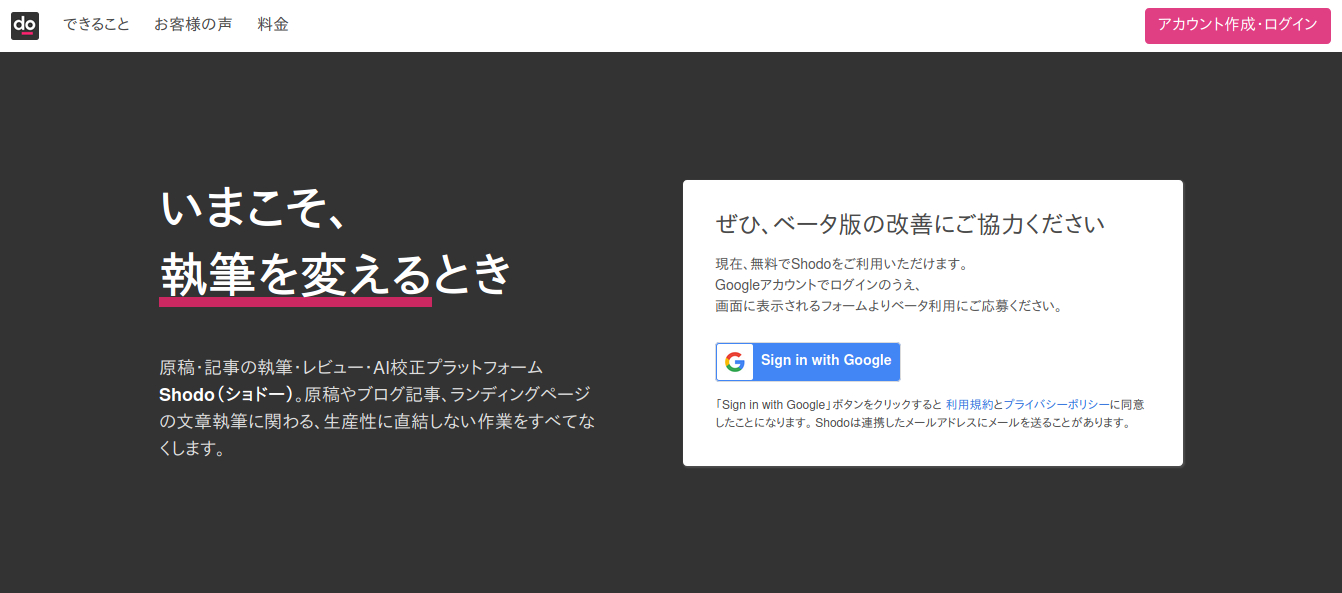 do
できること
お客様の声
料金
アカウント作成・ログイン
いまこそ、
執筆を変えるとき
原稿・記事の執筆・レビュー・AI校正プラットフォーム
Shodo（ショドー）。原稿やブログ記事、ランディングページ
の文章執筆に関わる、生産性に直結しない作業をすべてな
くします。
ぜひ、ベータ版の改善にご協力ください
現在、無料でShodoをご利用いただけます。
Googleアカウントでログインのうえ、
画面に表示されるフォームよりベータ利用にご応募ください。
Sign in with Google
「Sign in with Google」ボタンをクリックすると 利用規約とプライバシーポリシーに同意
したことになります。Shodoは連携したメールアドレスにメールを送ることがあります。